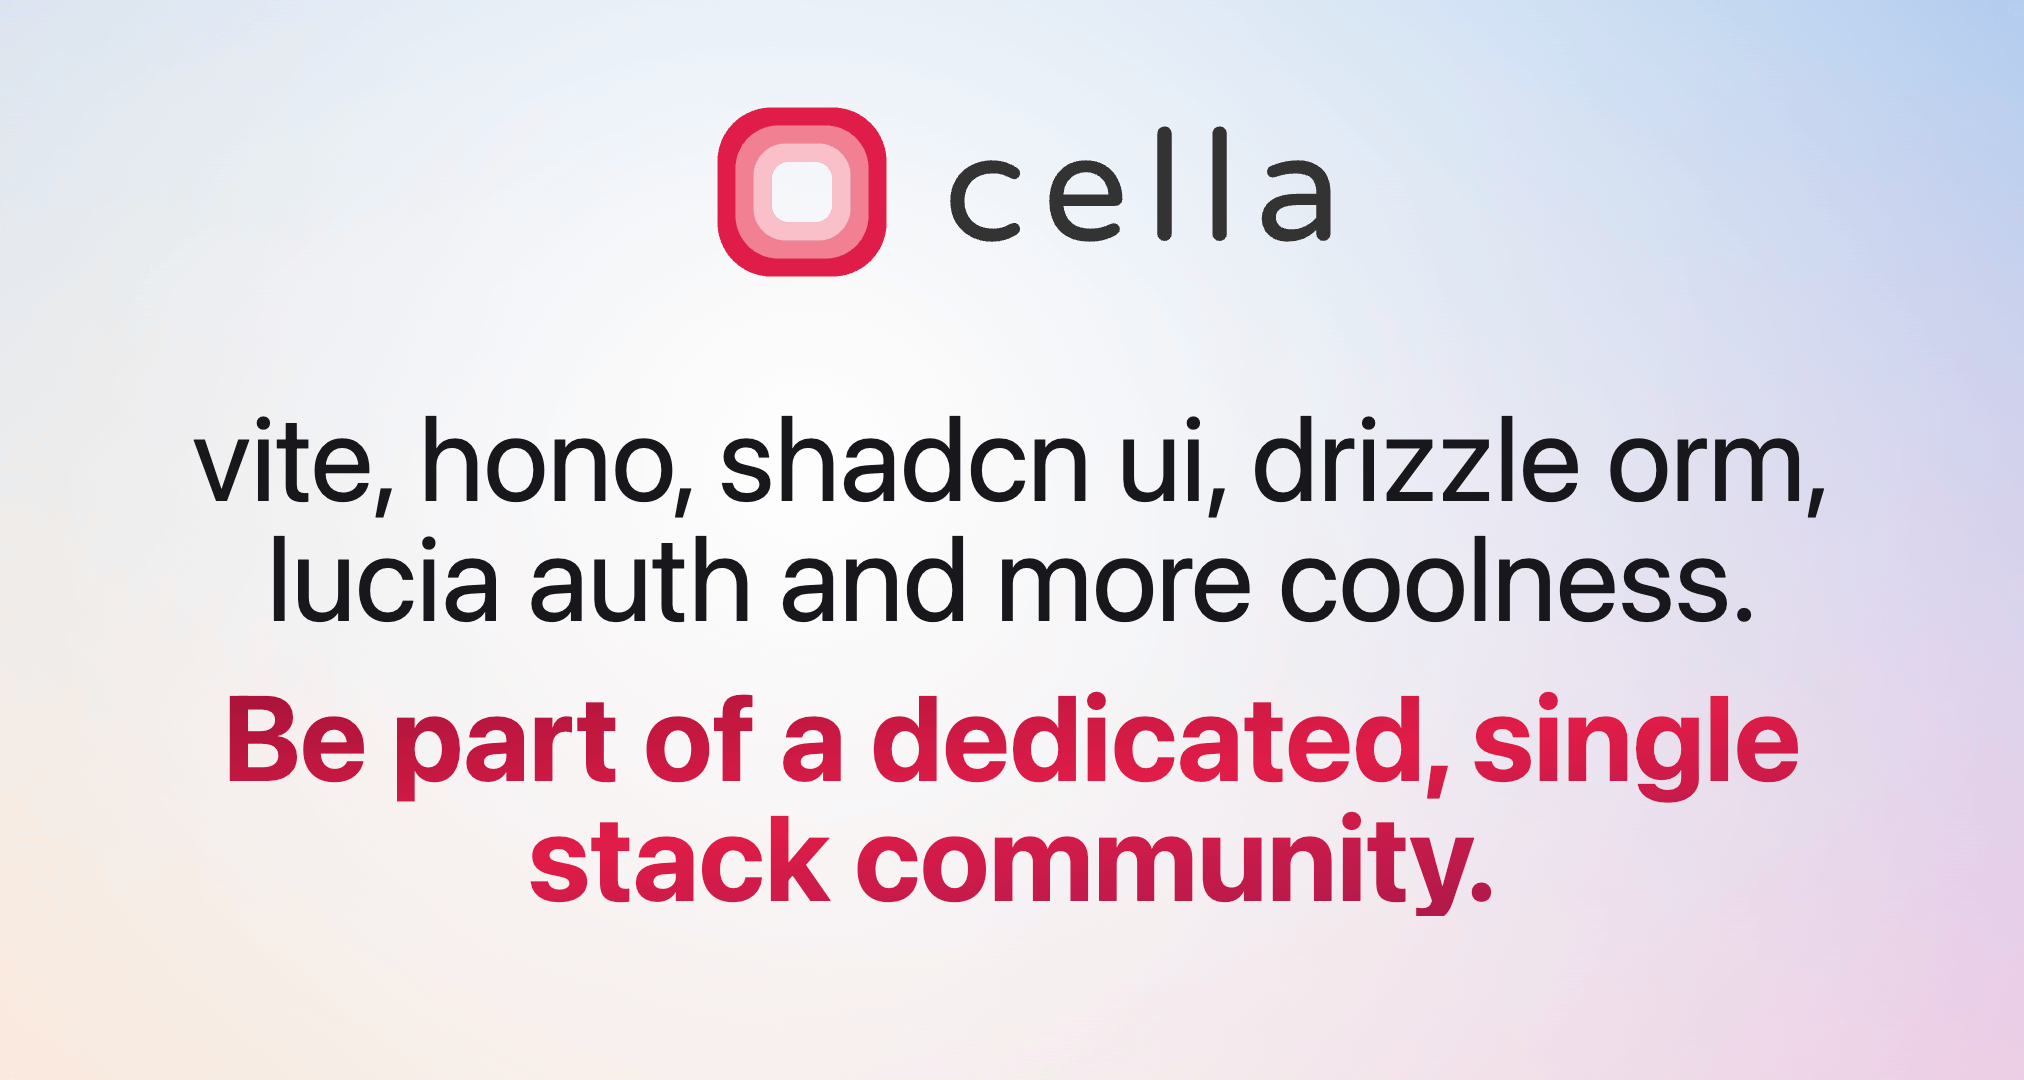 cella
vite, hono, shadcn ui, drizzle orm,
lucia auth and more coolness.
Be part of a dedicated, single
stack community.